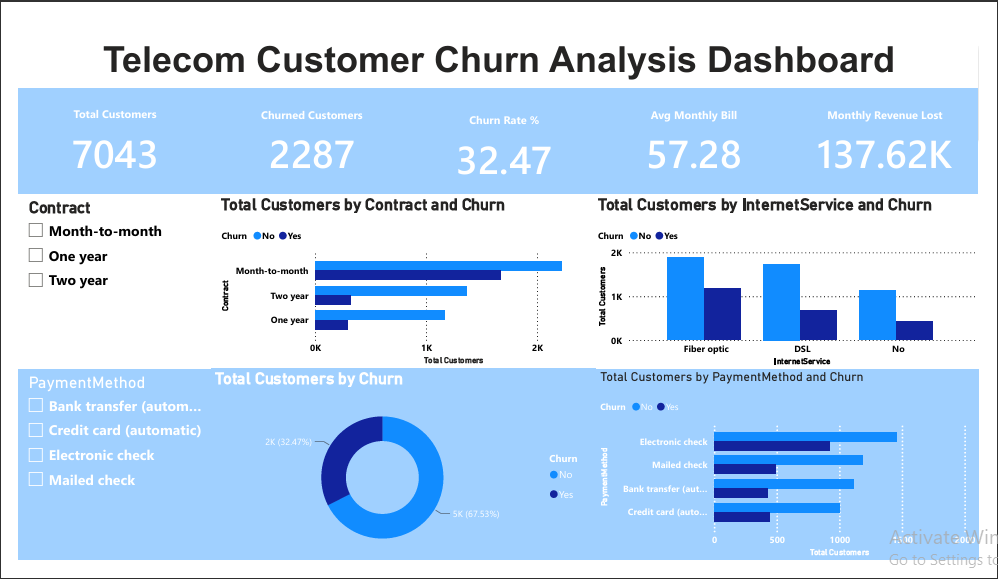 Telecom Customer Churn Analysis Dashboard
Total Customers
7043
Churned Customers
2287
Churn Rate %
32.47
Avg Monthly Bill
57.28
Monthly Revenue Lost
137.62K
Contract
Month-to-month
One year
Two year
Total Customers by Contract and Churn
Churn No Yes
Contract
Month-to-month
Two year
One year
0K 1K 2K
Total Customers
Total Customers by InternetService and Churn
Churn No Yes
Total Customers
2K
1K
0K
Fiber optic DSL No
InternetService
PaymentMethod
Bank transfer (autom...
Credit card (automatic)
Electronic check
Mailed check
Total Customers by Churn
2K (32.47%)
5K (67.53%)
Churn
No
Yes
Total Customers by PaymentMethod and Churn
Churn No Yes
PaymentMethod
Electronic check
Mailed check
Bank transfer (aut...
Credit card (auto...
0 500 1000 1500 2000
Total Customers
Activate Win
Go to Settings to